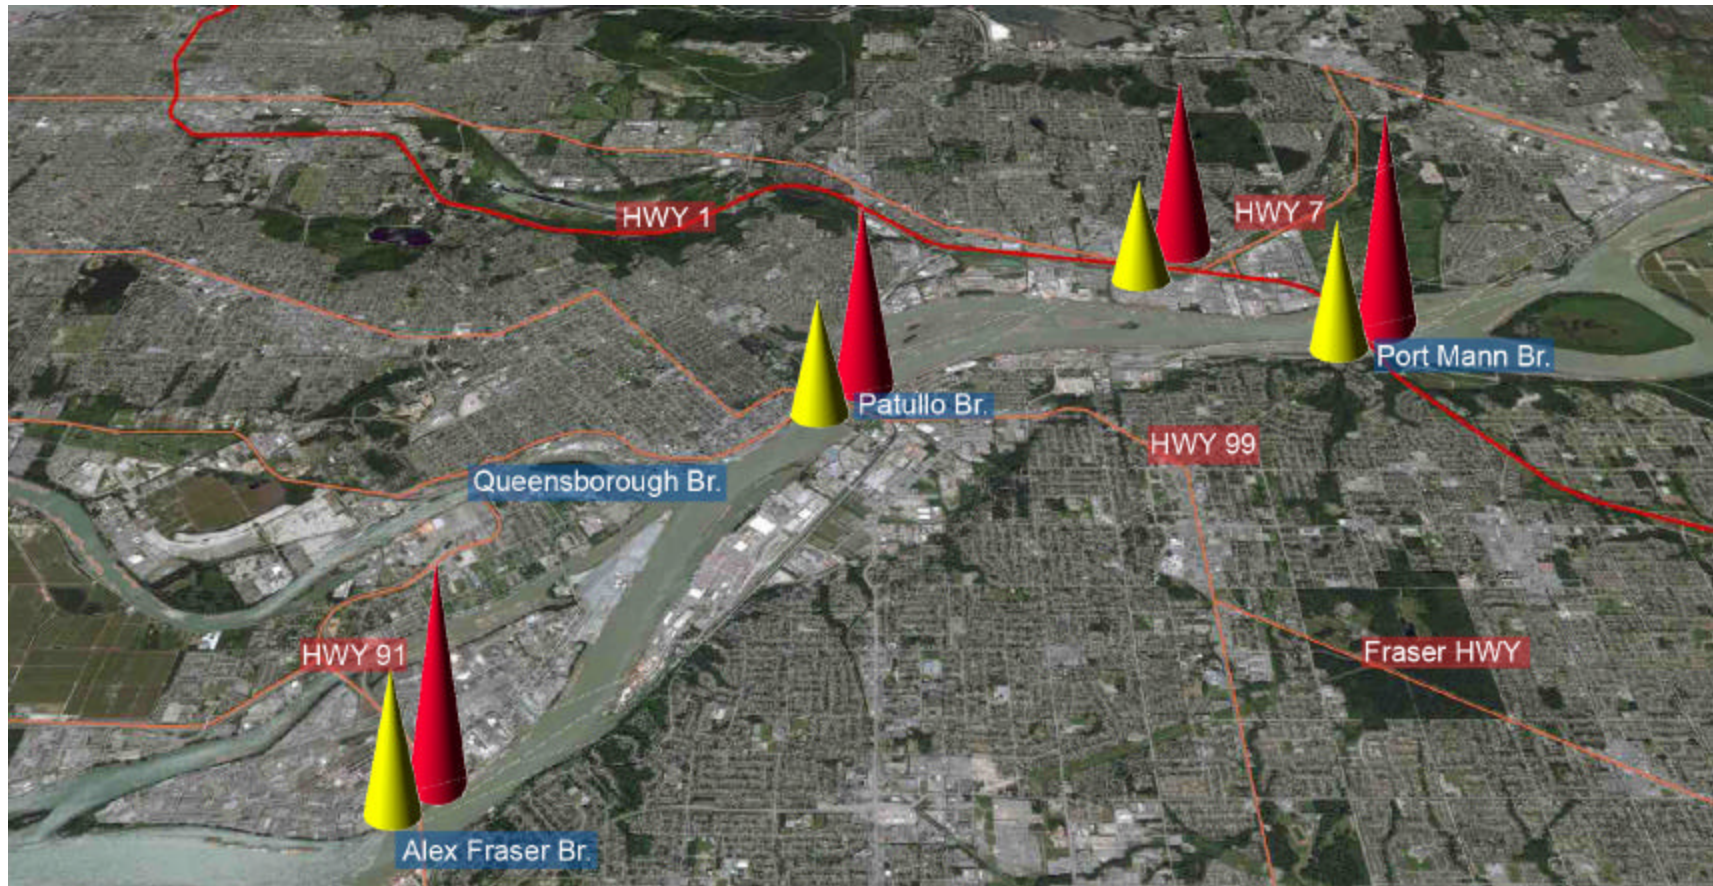 HWY 1
HWY 7
Port Mann Br.
Patullo Br.
HWY 99
Queensborough Br.
HWY 91
Fraser HWY
Alex Fraser Br.